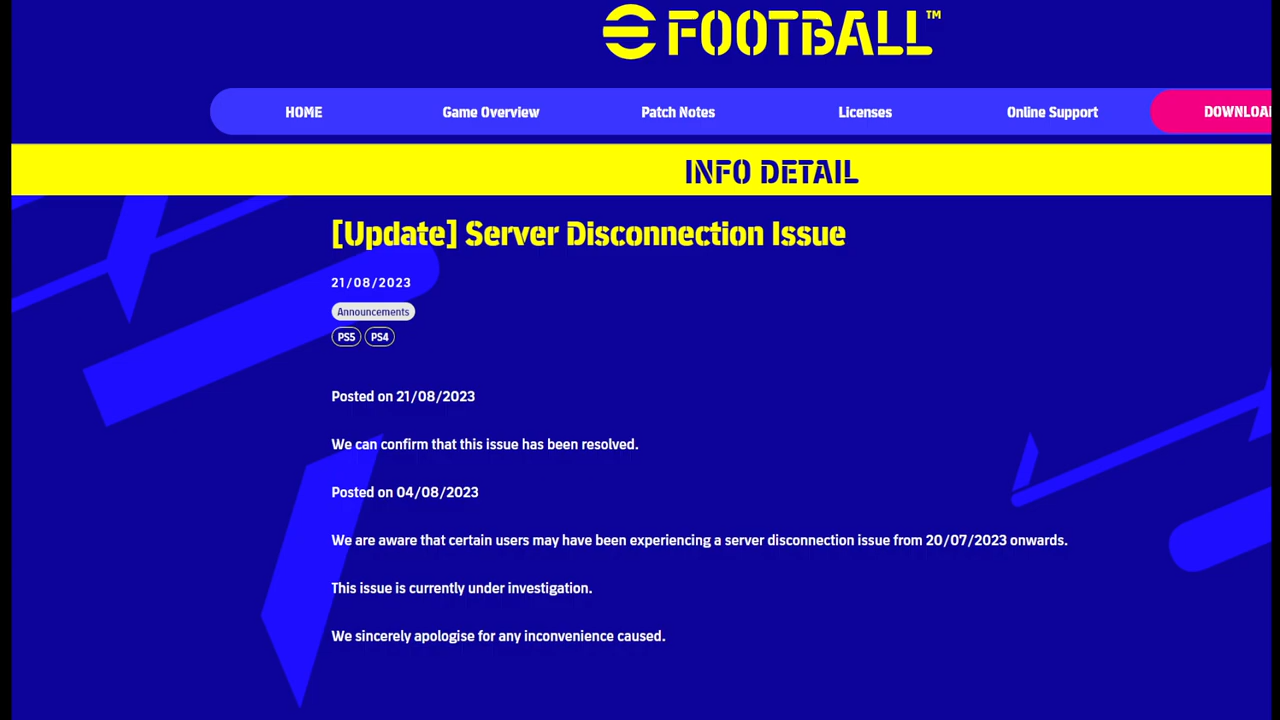 FOOTBALL™
HOME Game Overview Patch Notes Licenses Online Support DOWNLOA
INFO DETAIL
[Update] Server Disconnection Issue
21/08/2023
Announcements
PS5 PS4
Posted on 21/08/2023
We can confirm that this issue has been resolved.
Posted on 04/08/2023
We are aware that certain users may have been experiencing a server disconnection issue from 20/07/2023 onwards.
This issue is currently under investigation.
We sincerely apologise for any inconvenience caused.